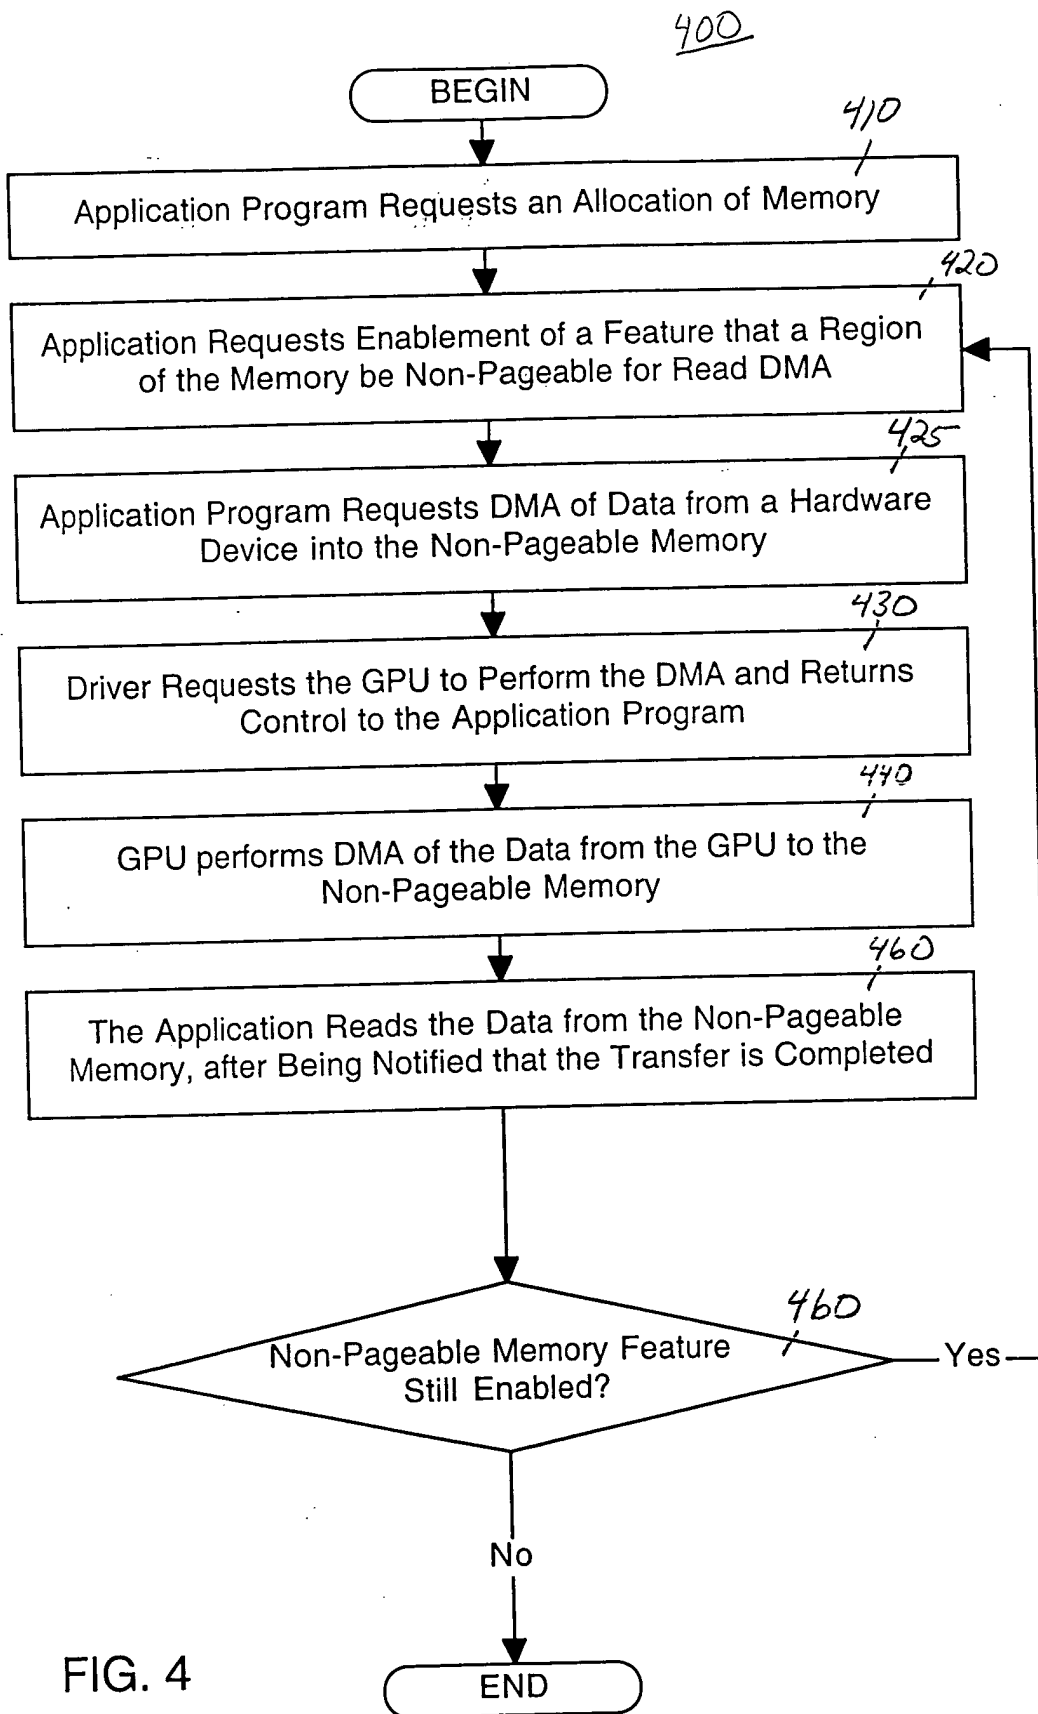 400
BEGIN
410
Application Program Requests an Allocation of Memory
420
Application Requests Enablement of a Feature that a Region
of the Memory be Non-Pageable for Read DMA
425
Application Program Requests DMA of Data from a Hardware
Device into the Non-Pageable Memory
430
Driver Requests the GPU to Perform the DMA and Returns
Control to the Application Program
440
GPU performs DMA of the Data from the GPU to the
Non-Pageable Memory
460
The Application Reads the Data from the Non-Pageable
Memory, after Being Notified that the Transfer is Completed
460
Non-Pageable Memory Feature
Still Enabled?
Yes
No
FIG. 4
END